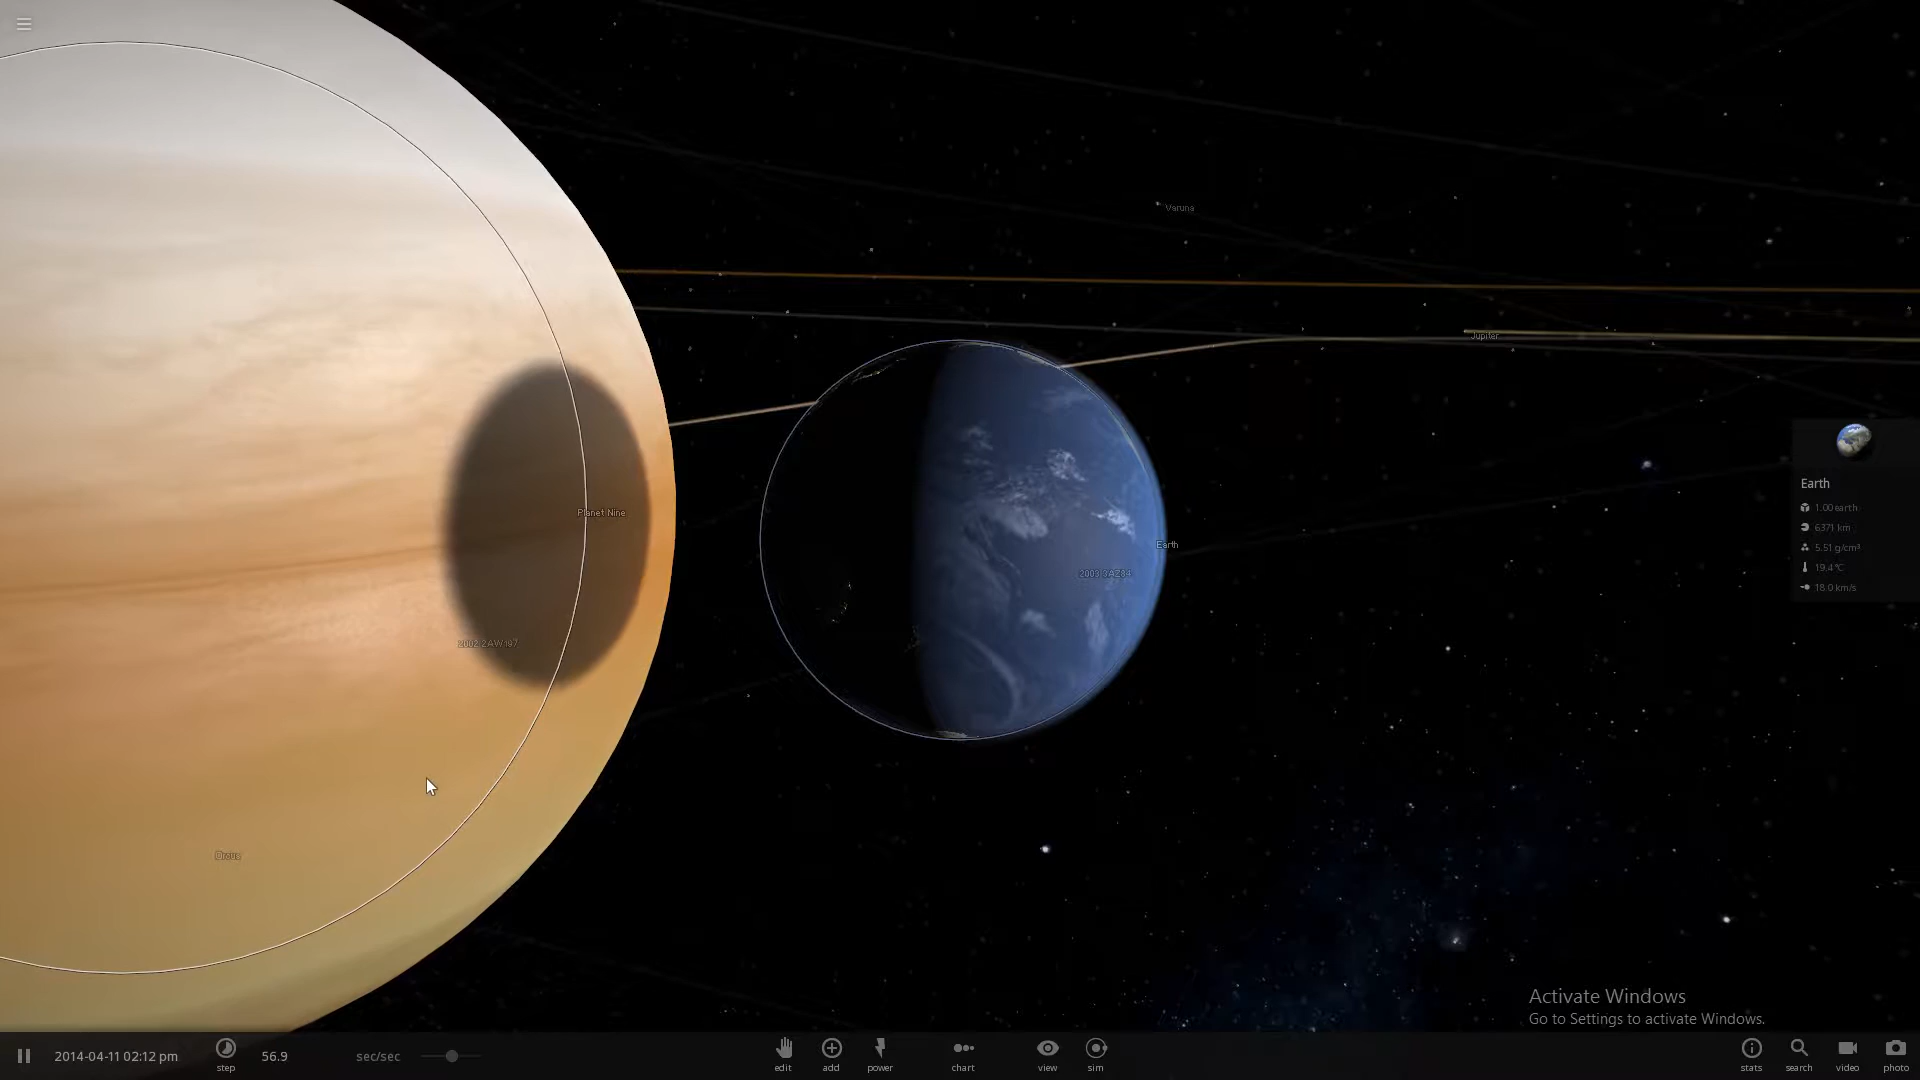 Varuna
Jupiter
Earth
1.00 earth
6371 km
5.51 g/cm³
19.4 °C
18.0 km/s
Planet Nine
Earth
2002 2AW197
Orcus
Activate Windows
Go to Settings to activate Windows.
2014-04-11 02:12 pm
step
56.9
sec/sec
edit
add
power
chart
view
sim
stats
search
video
photo